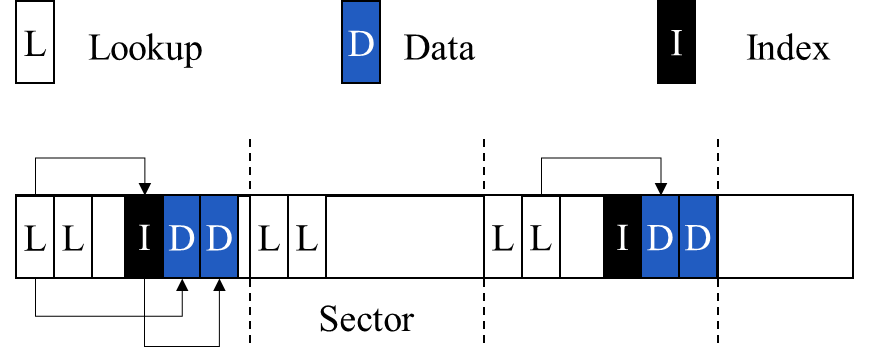 L Lookup D Data I Index
L L I D D L L L L I D D
Sector